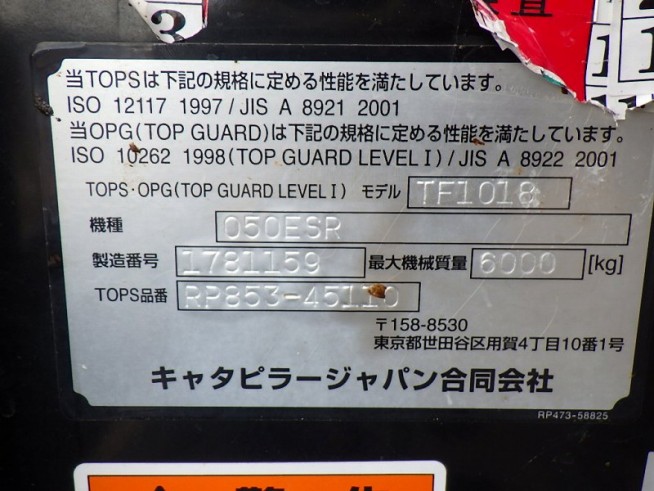 3
置
当TOPSは下記の規格に定める性能を満たしています。
ISO 12117 1997/JIS A 8921 2001
当OPG(TOP GUARD)は下記の規格に定める性能を満たしています。
ISO 10262 1998(TOP GUARD LEVEL I)/JIS A 8922 2001
TOPS・OPG(TOP GUARD LEVEL I) モデル TF1018
機種 050ESR
製造番号 1781159 最大機械質量 6000 [kg]
TOPS品番 RP853-45110
〒158-8530
東京都世田谷区用賀4丁目10番1号
キャタピラージャパン合同会社
RP473-58825